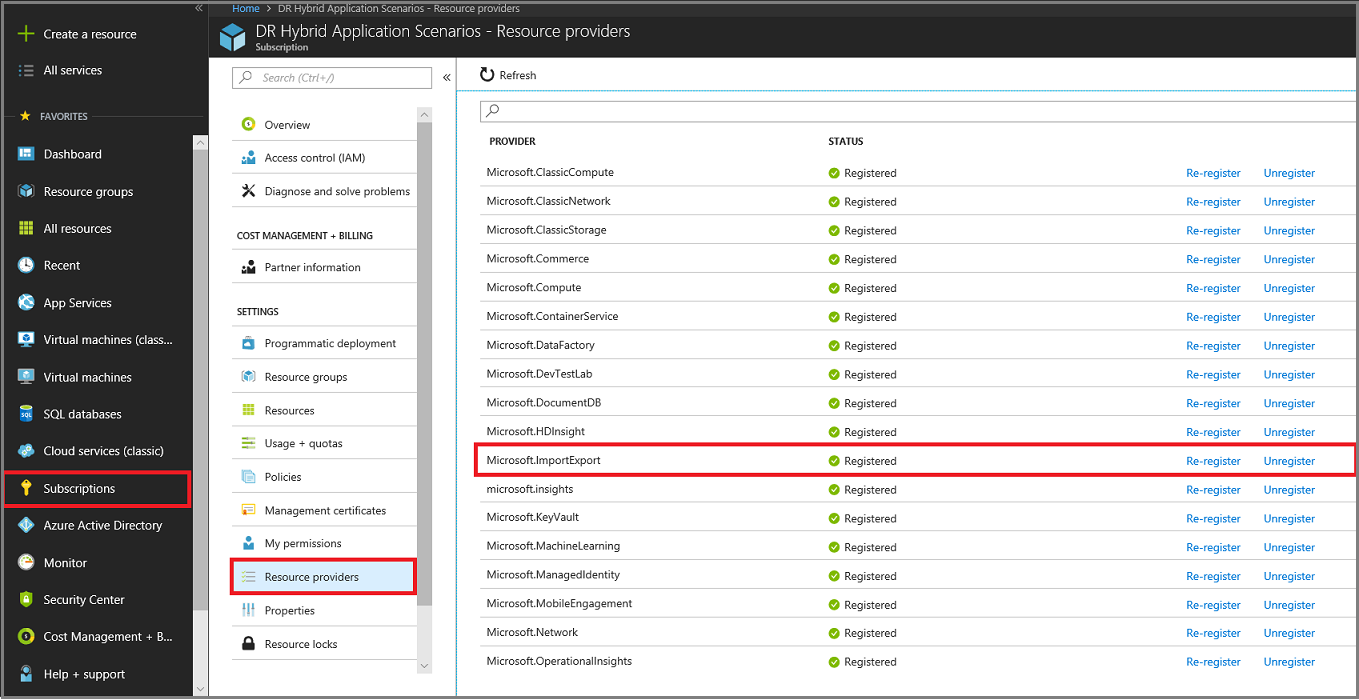 Home > DR Hybrid Application Scenarios - Resource providers
DR Hybrid Application Scenarios - Resource providers
Subscription
«
Create a resource
All services
FAVORITES
Dashboard
Resource groups
All resources
Recent
App Services
Virtual machines (class...
Virtual machines
SQL databases
Cloud services (classic)
Subscriptions
Azure Active Directory
Monitor
Security Center
Cost Management + B...
Help + support
Search (Ctrl+/)
«
Overview
Access control (IAM)
Diagnose and solve problems
COST MANAGEMENT + BILLING
Partner information
SETTINGS
Programmatic deployment
Resource groups
Resources
Usage + quotas
Policies
Management certificates
My permissions
Resource providers
Properties
Resource locks
Refresh
PROVIDER STATUS
Microsoft.ClassicCompute Registered Re-register Unregister
Microsoft.ClassicNetwork Registered Re-register Unregister
Microsoft.ClassicStorage Registered Re-register Unregister
Microsoft.Commerce Registered Re-register Unregister
Microsoft.Compute Registered Re-register Unregister
Microsoft.ContainerService Registered Re-register Unregister
Microsoft.DataFactory Registered Re-register Unregister
Microsoft.DevTestLab Registered Re-register Unregister
Microsoft.DocumentDB Registered Re-register Unregister
Microsoft.HDInsight Registered Re-register Unregister
Microsoft.ImportExport Registered Re-register Unregister
microsoft.insights Registered Re-register Unregister
Microsoft.KeyVault Registered Re-register Unregister
Microsoft.MachineLearning Registered Re-register Unregister
Microsoft.ManagedIdentity Registered Re-register Unregister
Microsoft.MobileEngagement Registered Re-register Unregister
Microsoft.Network Registered Re-register Unregister
Microsoft.OperationalInsights Registered Re-register Unregister